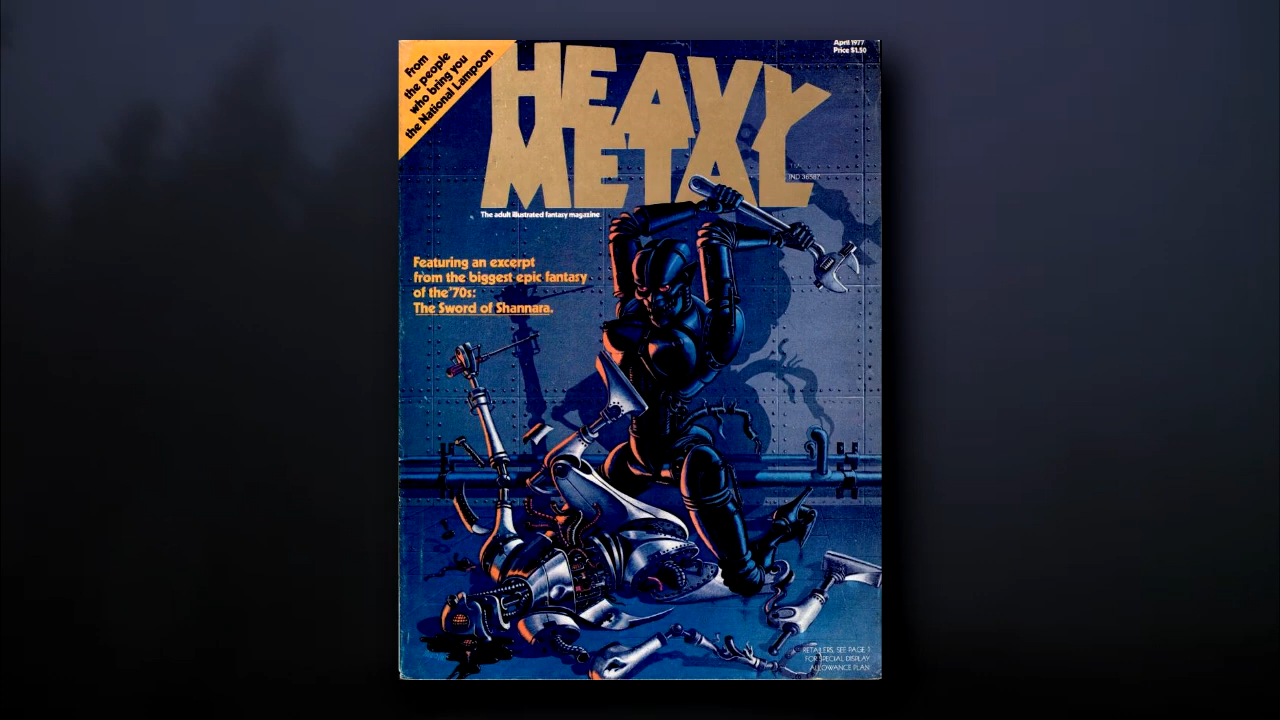 From
the people
who bring you
the National Lampoon
April 1977
Price $1.50
HEAVY
METAL
IND 36587
The adult illustrated fantasy magazine
Featuring an excerpt
from the biggest epic fantasy
of the '70s:
The Sword of Shannara.
RETAILERS, SEE PAGE 1
FOR SPECIAL DISPLAY
ALLOWANCE PLAN